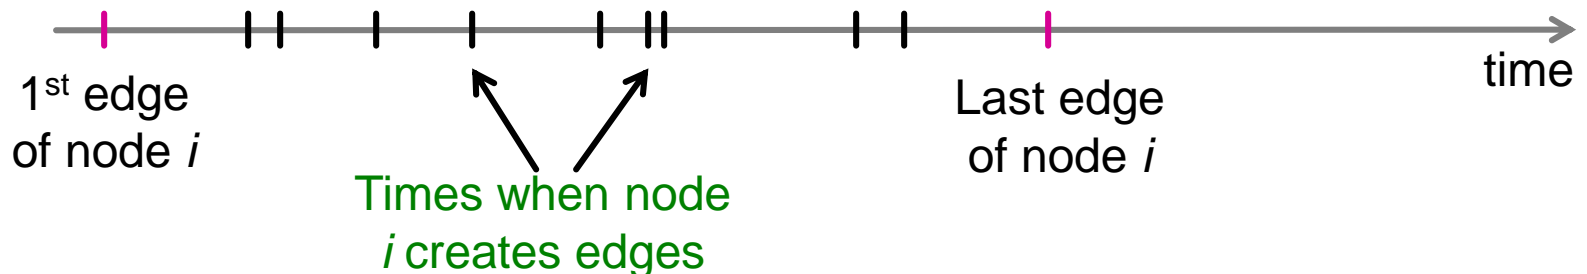 1st edge
of node i
Times when node
i creates edges
Last edge
of node i
time